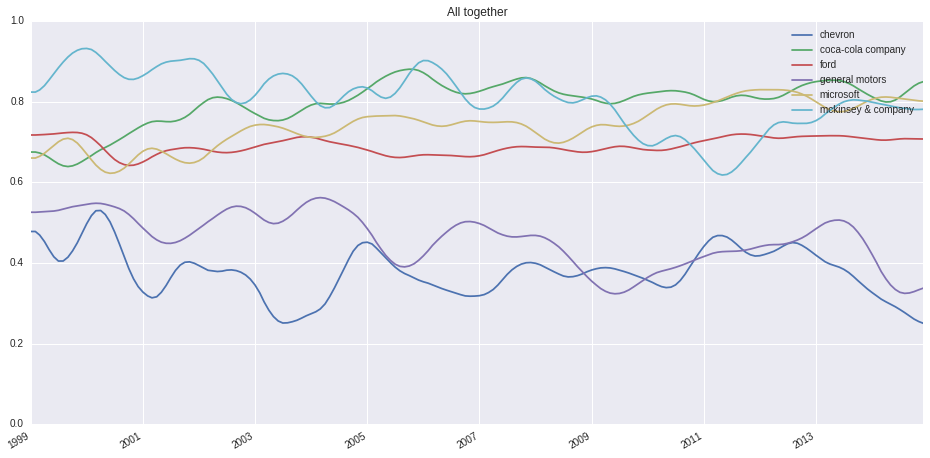 All together
1.0
0.8
0.6
0.4
0.2
0.0
chevron
coca-cola company
ford
general motors
microsoft
mckinsey & company
1999
2001
2003
2005
2007
2009
2011
2013